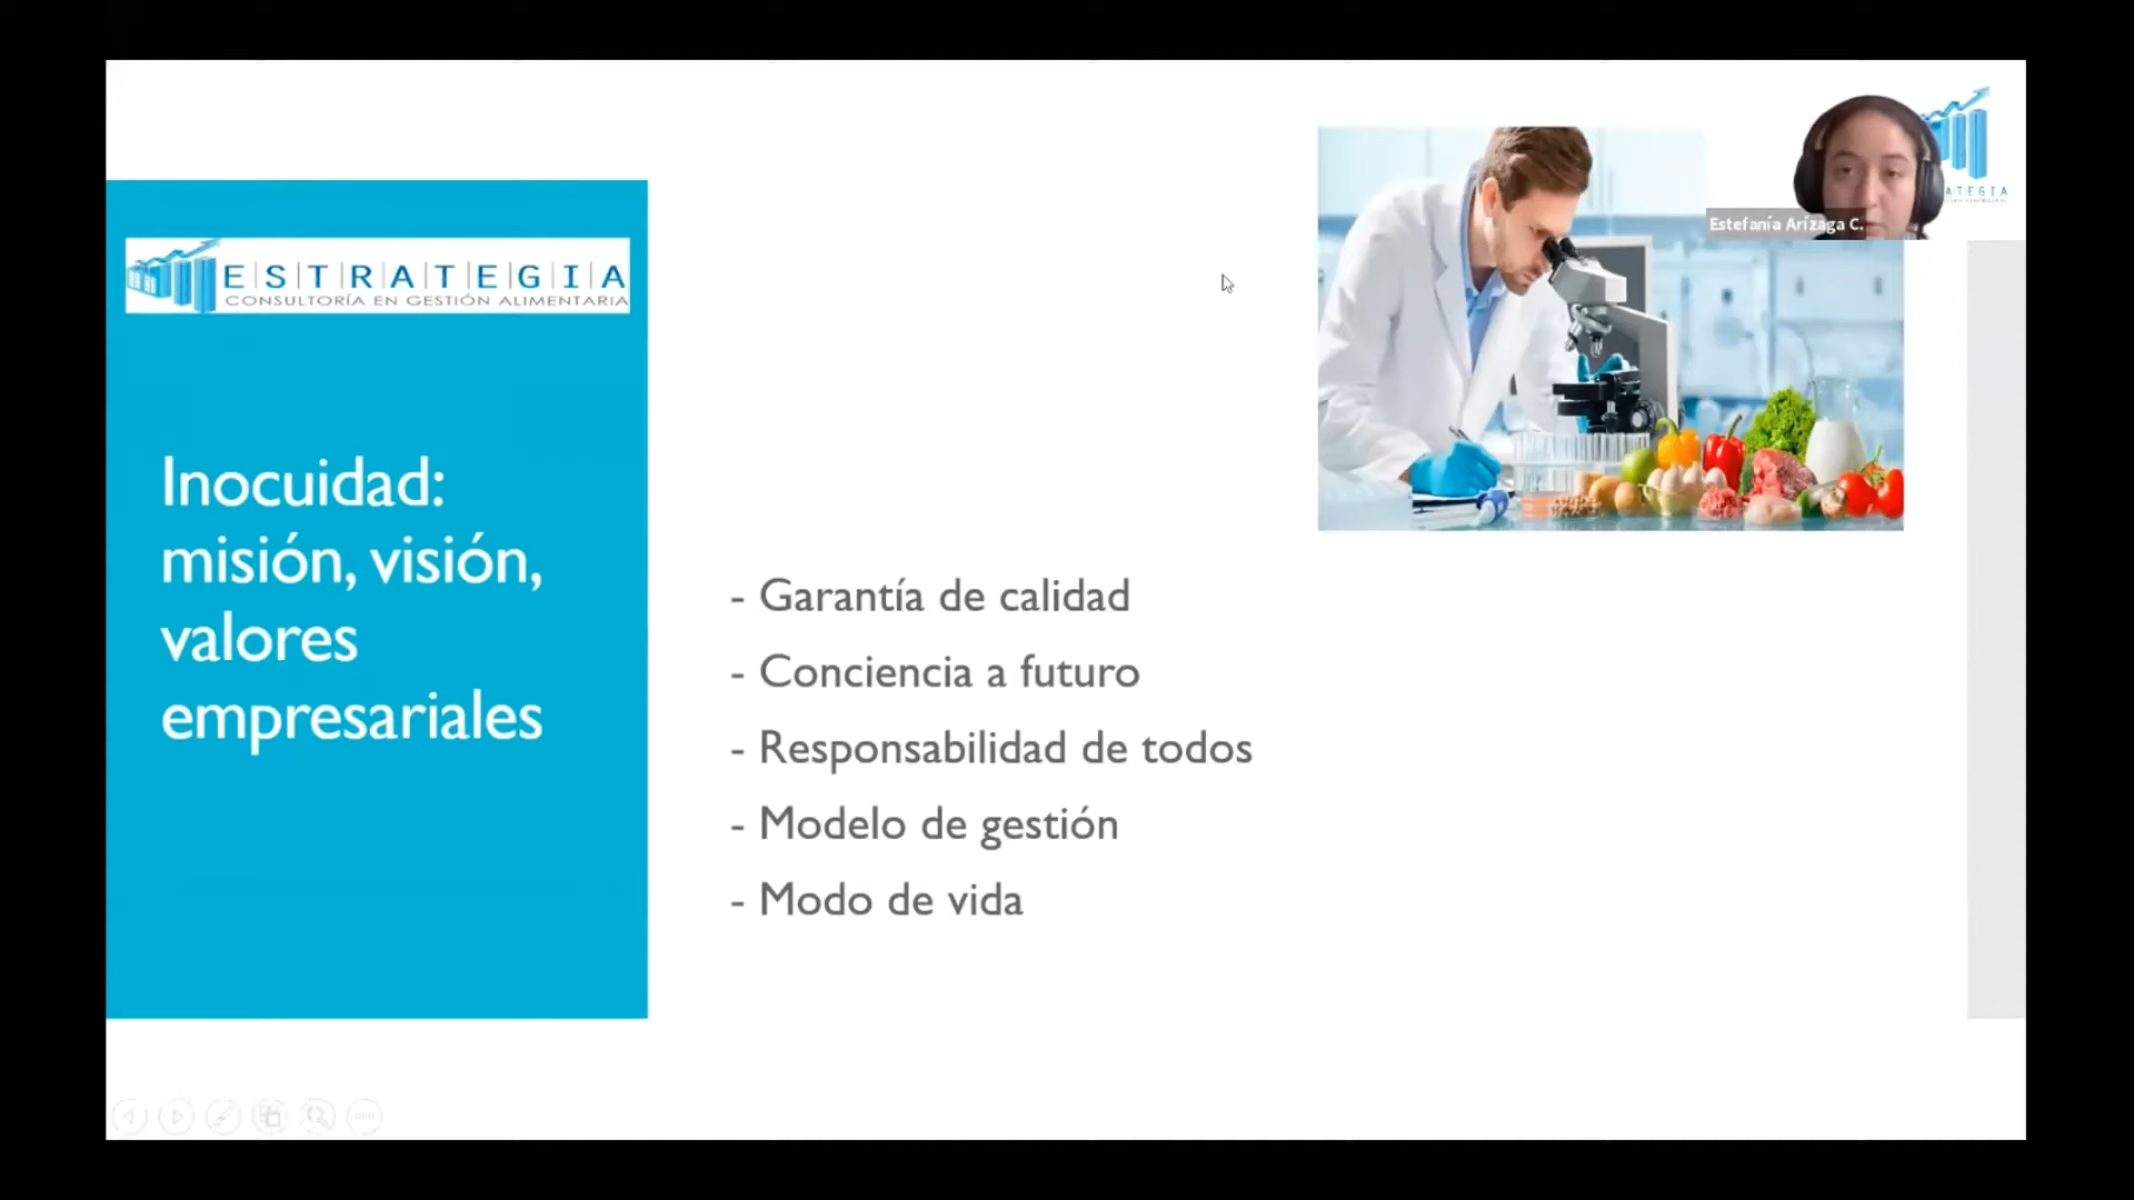 ESTRATEGIA
CONSULTORÍA EN GESTIÓN ALIMENTARIA
Inocuidad:
misión, visión,
valores
empresariales
Estefanía Arízaga C.
ATEGIA
- Garantía de calidad
- Conciencia a futuro
- Responsabilidad de todos
- Modelo de gestión
- Modo de vida